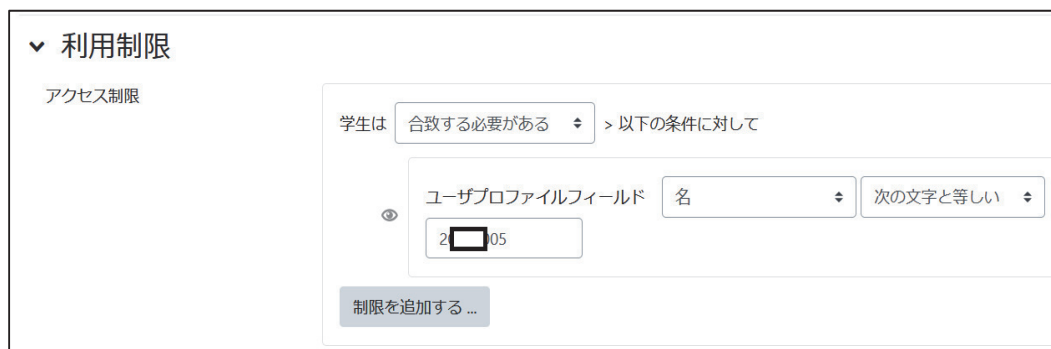 利用制限
アクセス制限
学生は 合致する必要がある > 以下の条件に対して
ユーザプロファイルフィールド 名 次の文字と等しい
制限を追加する ...